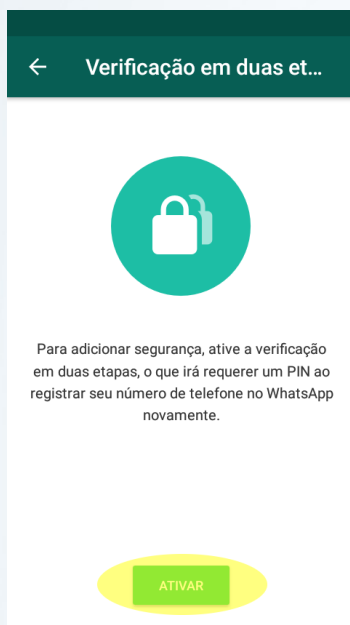 Verificação em duas et...
Para adicionar segurança, ative a verificação
em duas etapas, o que irá requerer um PIN ao
registrar seu número de telefone no WhatsApp
novamente.
ATIVAR